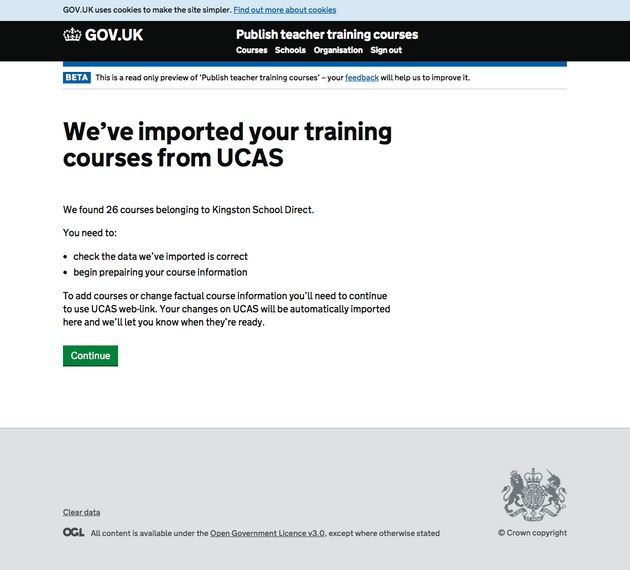 GOV.UK uses cookies to make the site simpler. Find out more about cookies
GOV.UK
Publish teacher training courses
Courses Schools Organisation Sign out
BETA This is a read only preview of ‘Publish teacher training courses’ – your feedback will help us to improve it.
We’ve imported your training
courses from UCAS
We found 26 courses belonging to Kingston School Direct.
You need to:
• check the data we’ve imported is correct
• begin prepairing your course information
To add courses or change factual course information you’ll need to continue
to use UCAS web-link. Your changes on UCAS will be automatically imported
here and we’ll let you know when they’re ready.
Continue
Clear data
OGL All content is available under the Open Government Licence v3.0, except where otherwise stated
© Crown copyright